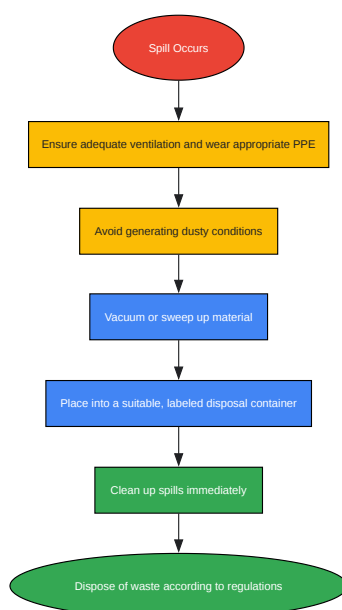 Spill Occurs
Ensure adequate ventilation and wear appropriate PPE
Avoid generating dusty conditions
Vacuum or sweep up material
Place into a suitable, labeled disposal container
Clean up spills immediately
Dispose of waste according to regulations